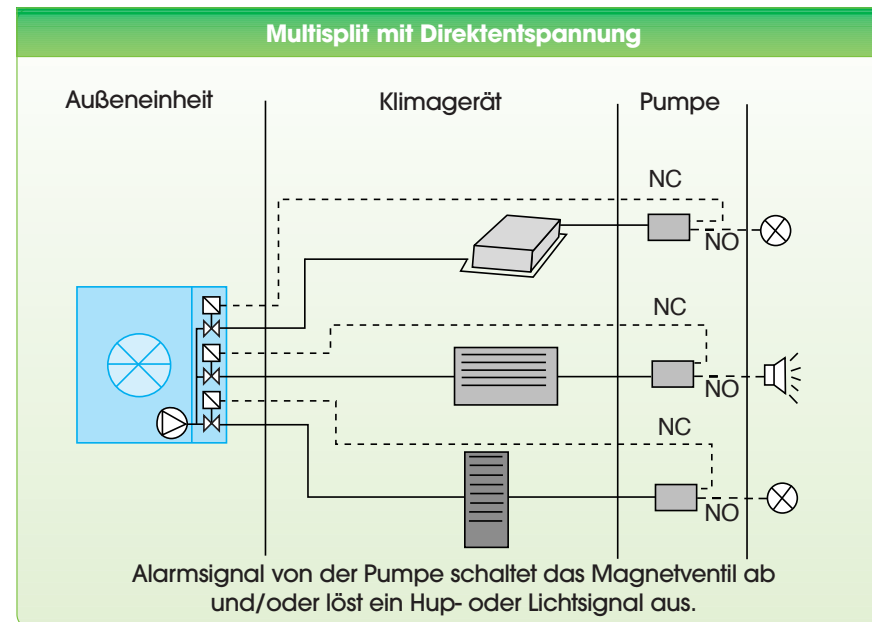 Multisplit mit Direktentspannung
Außeneinheit Klimagerät Pumpe
NC
NO
NC
NO
NC
NO
Alarmsignal von der Pumpe schaltet das Magnetventil ab
und/oder löst ein Hup- oder Lichtsignal aus.